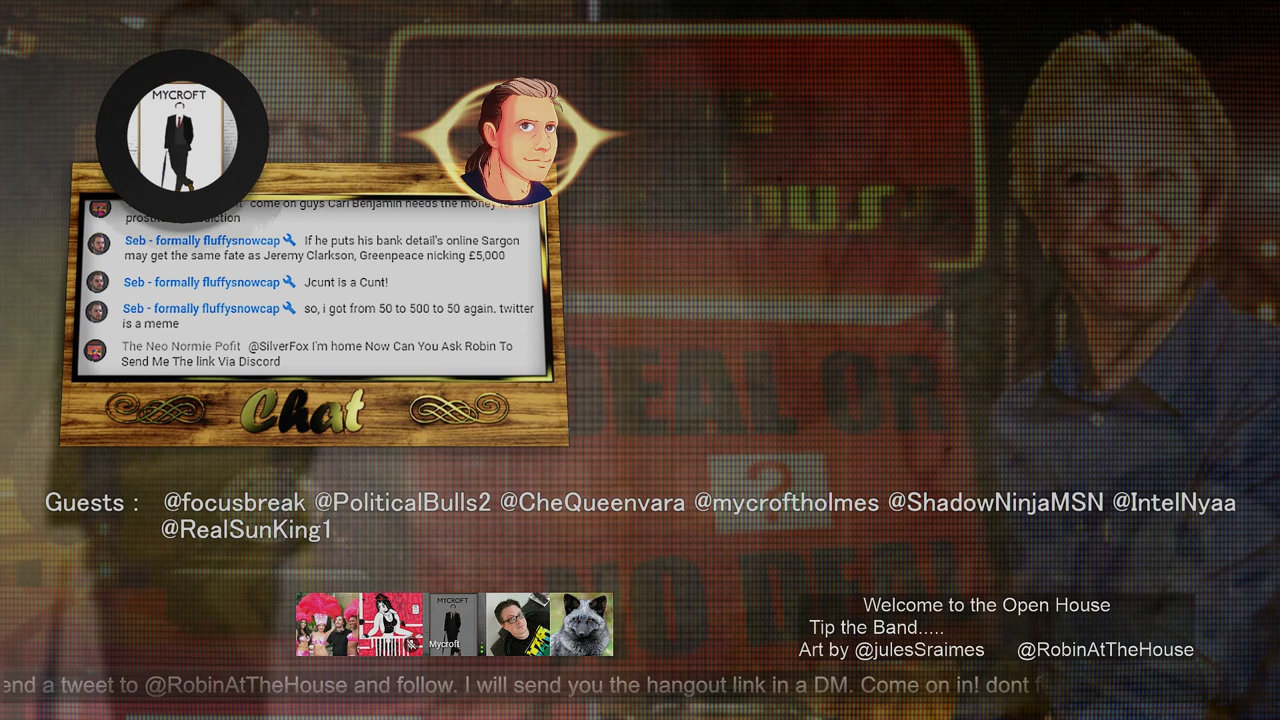 MYCROFT
come on guys Carl Benjamin needs the money for his
Seb - formally fluffysnowcap If he puts his bank detail's online Sargon
may get the same fate as Jeremy Clarkson, Greenpeace nicking £5,000
Seb - formally fluffysnowcap Jcunt is a Cunt!
Seb - formally fluffysnowcap so, i got from 50 to 500 to 50 again. twitter
is a meme
The Neo Normie Pofit @SilverFox I'm home Now Can You Ask Robin To
Send Me The link Via Discord
Chat
DEAL OR
?
NO DEAL
Guests : @focusbreak @PoliticalBulls2 @CheQueenvara @mycroftholmes @ShadowNinjaMSN @IntelNyaa
@RealSunKing1
MYCROFT
Mycroft
Welcome to the Open House
Tip the Band.....
Art by @julesSraimes @RobinAtTheHouse
end a tweet to @RobinAtTheHouse and follow. I will send you the hangout link in a DM. Come on in! dont